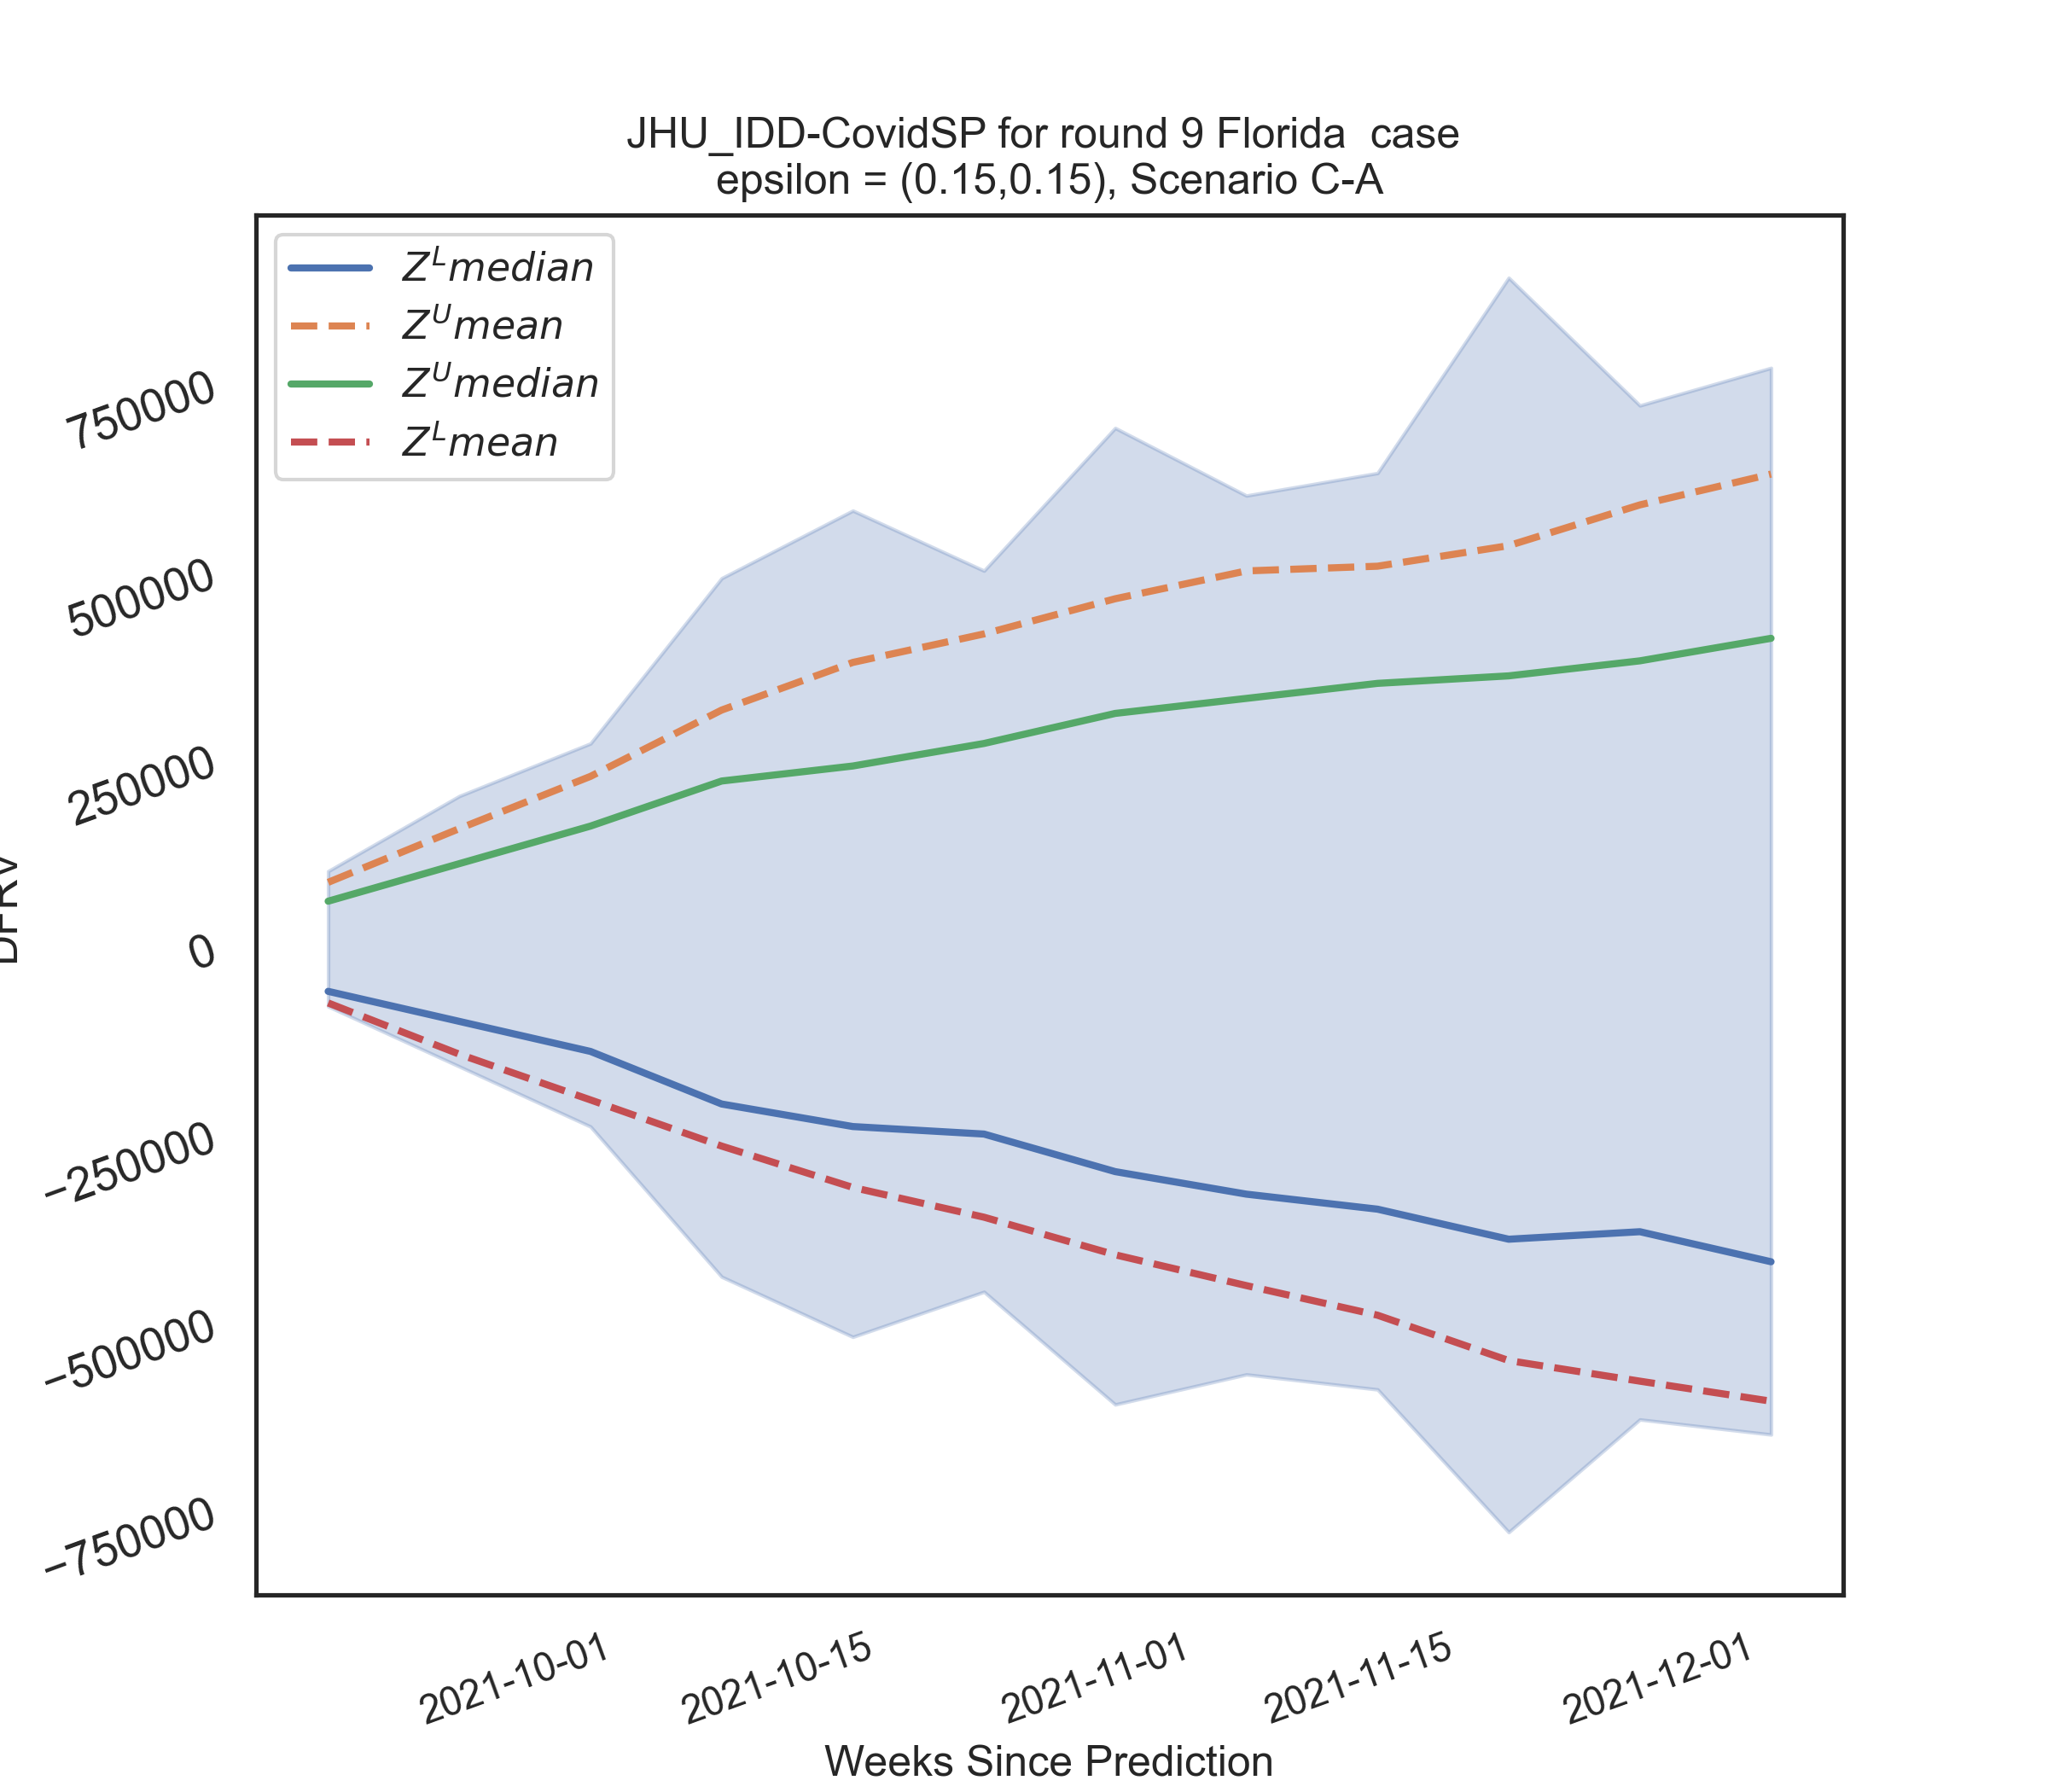 JHU_IDD-CovidSP for round 9 Florida  case
epsilon = (0.15,0.15), Scenario C-A
Z^L median
Z^U mean
Z^U median
Z^L mean
750000
500000
250000
0
−250000
−500000
−750000
2021-10-01
2021-10-15
2021-11-01
2021-11-15
2021-12-01
Weeks Since Prediction